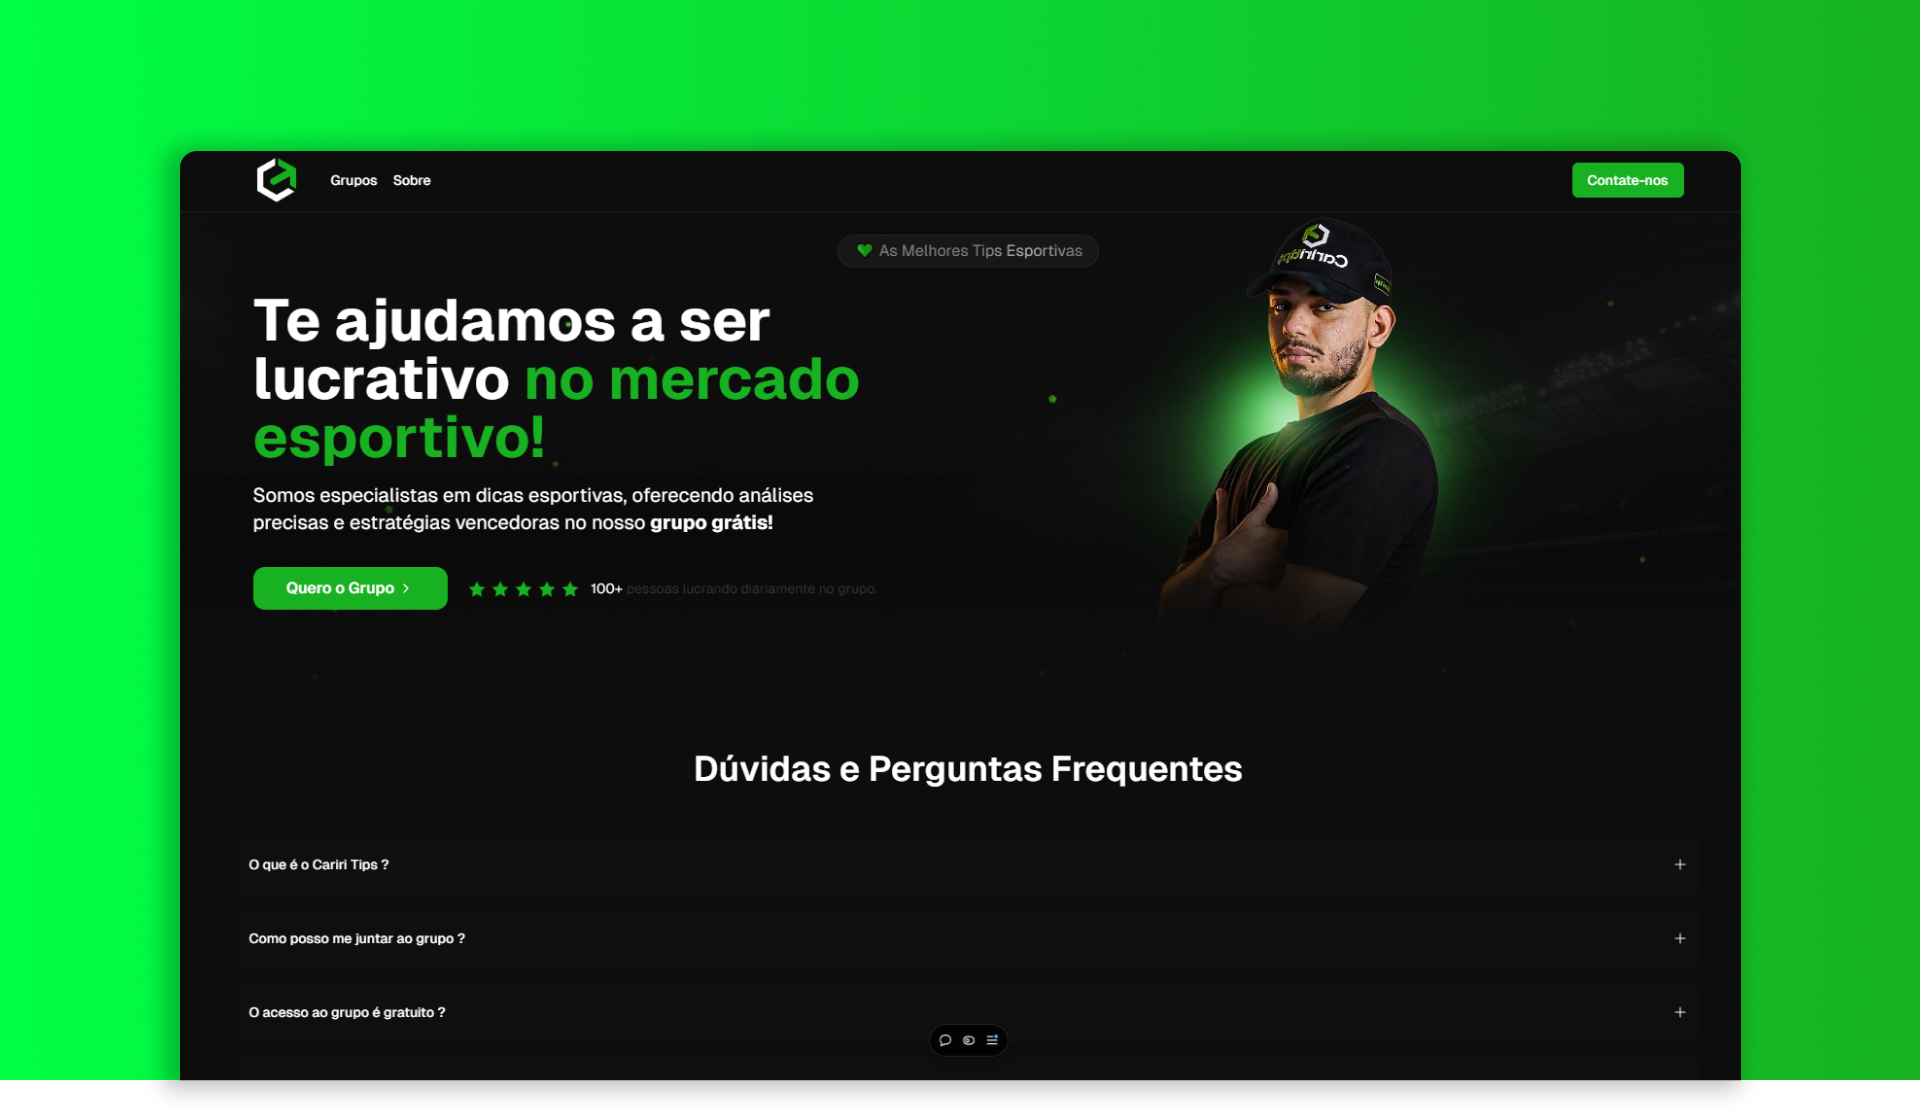 Grupos Sobre
Contate-nos
As Melhores Tips Esportivas
Te ajudamos a ser
lucrativo no mercado
esportivo!
Somos especialistas em dicas esportivas, oferecendo análises
precisas e estratégias vencedoras no nosso grupo grátis!
Quero o Grupo
100+ pessoas lucrando diariamente no grupo.
Caririt​ips
Dúvidas e Perguntas Frequentes
O que é o Cariri Tips ?
Como posso me juntar ao grupo ?
O acesso ao grupo é gratuito ?